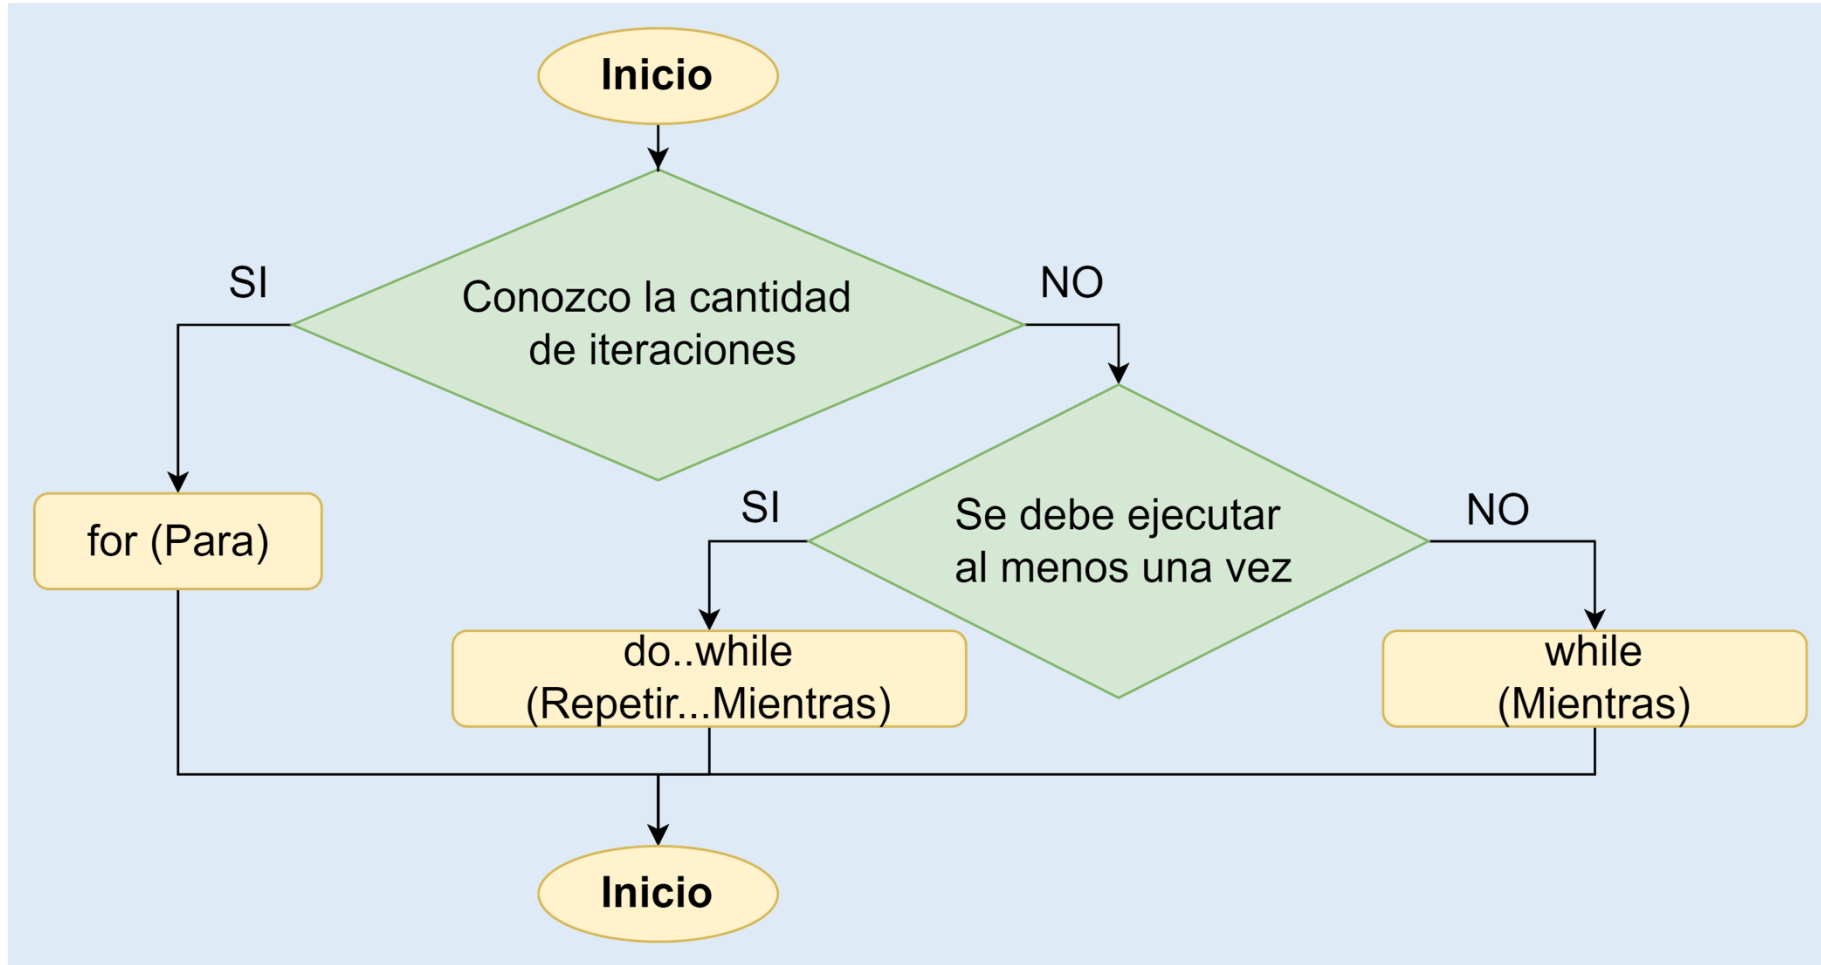 Inicio
SI
NO
Conozco la cantidad
de iteraciones
for (Para)
SI
NO
Se debe ejecutar
al menos una vez
do..while
(Repetir...Mientras)
while
(Mientras)
Inicio